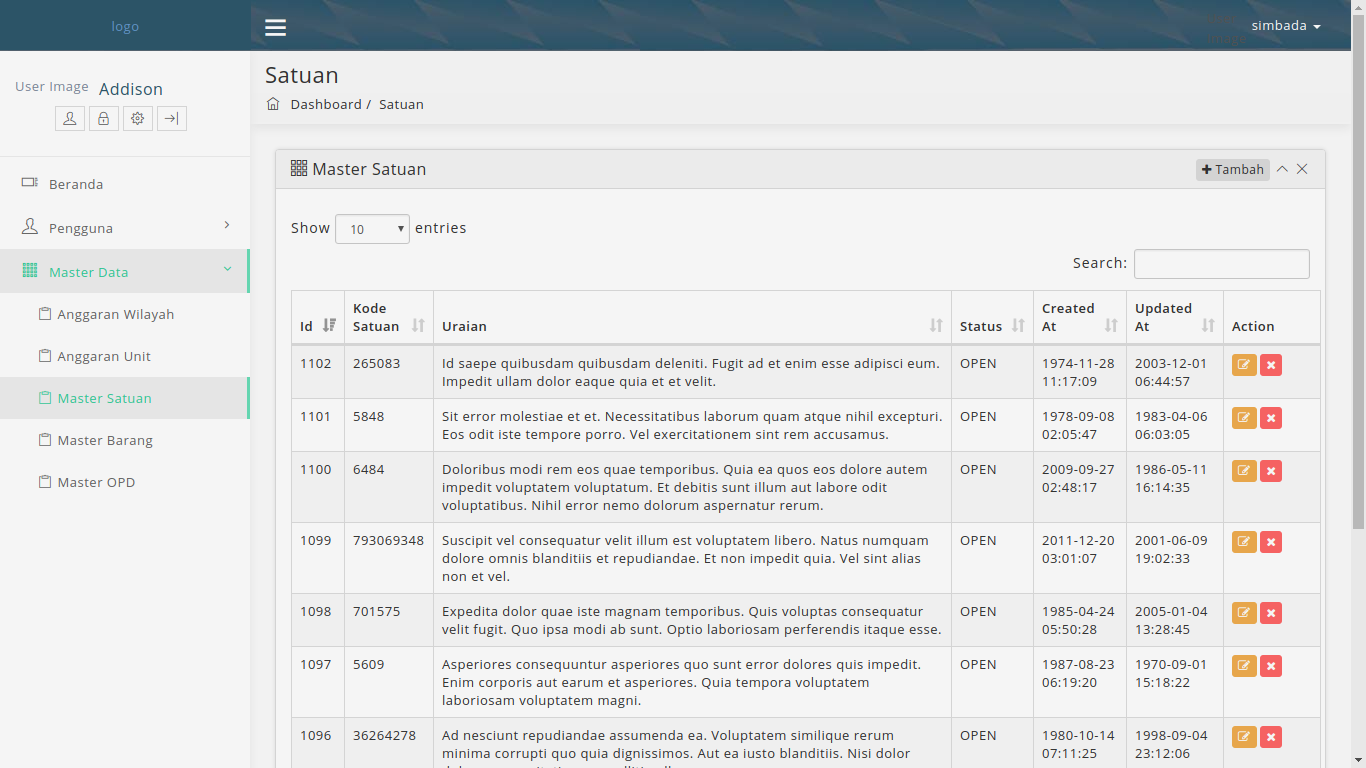 logo
simbada
User Image
Addison
Beranda
Pengguna
Master Data
Anggaran Wilayah
Anggaran Unit
Master Satuan
Master Barang
Master OPD
Satuan
Dashboard / Satuan
Master Satuan
Tambah
Show 10 entries
Search:
Id
Kode
Satuan
Uraian
Status
Created
At
Updated
At
Action
1102
265083
Id saepe quibusdam quibusdam deleniti. Fugit ad et enim esse adipisci eum.
Impedit ullam dolor eaque quia et et velit.
OPEN
1974-11-28
11:17:09
2003-12-01
06:44:57
1101
5848
Sit error molestiae et et. Necessitatibus laborum quam atque nihil excepturi.
Eos odit iste tempore porro. Vel exercitationem sint rem accusamus.
OPEN
1978-09-08
02:05:47
1983-04-06
06:03:05
1100
6484
Doloribus modi rem eos quae temporibus. Quia ea quos eos dolore autem
impedit voluptatem voluptatum. Et debitis sunt illum aut labore odit
voluptatibus. Nihil error nemo dolorum aspernatur rerum.
OPEN
2009-09-27
02:48:17
1986-05-11
16:14:35
1099
793069348
Suscipit vel consequatur velit illum est voluptatem libero. Natus numquam
dolore omnis blanditiis et repudiandae. Et non impedit quia. Vel sint alias
non et vel.
OPEN
2011-12-20
03:01:07
2001-06-09
19:02:33
1098
701575
Expedita dolor quae iste magnam temporibus. Quis voluptas consequatur
velit fugit. Quo ipsa modi ab sunt. Optio laboriosam perferendis itaque esse.
OPEN
1985-04-24
05:50:28
2005-01-04
13:28:45
1097
5609
Asperiores consequuntur asperiores quo sunt error dolores quis impedit.
Enim corporis aut earum et asperiores. Quia tempora voluptatem
laboriosam voluptatem magni.
OPEN
1987-08-23
06:19:20
1970-09-01
15:18:22
1096
36264278
Ad nesciunt repudiandae assumenda ea. Voluptatem similique rerum
minima corrupti quo quia dignissimos. Aut ea iusto blanditiis. Nisi dolor
OPEN
1980-10-14
07:11:25
1998-09-04
23:12:06